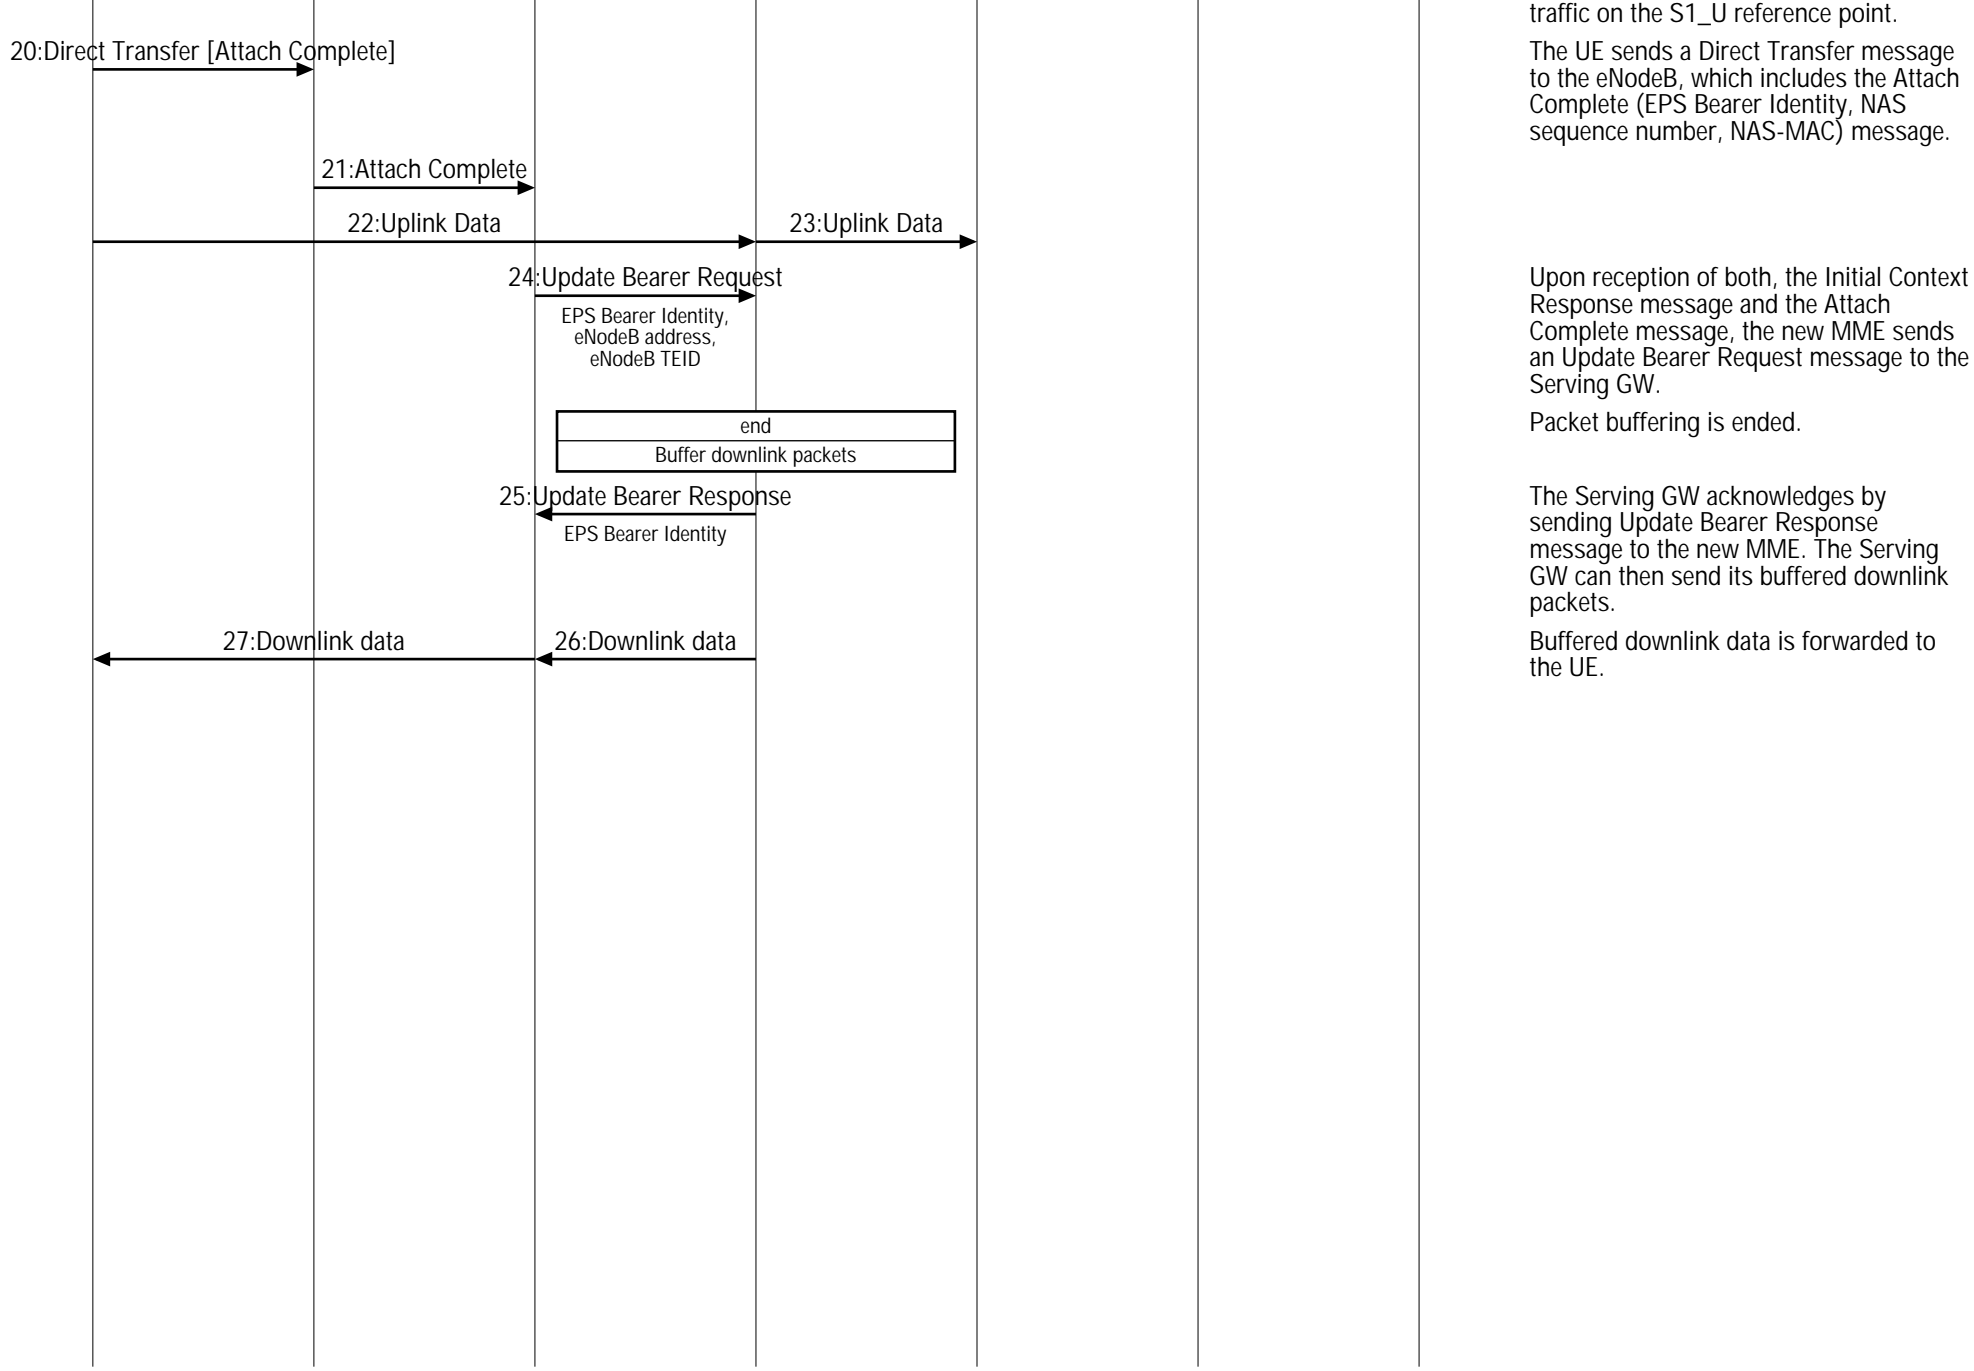 traffic on the S1_U reference point.
20:Direct Transfer [Attach Complete]
The UE sends a Direct Transfer message
to the eNodeB, which includes the Attach
Complete (EPS Bearer Identity, NAS
sequence number, NAS-MAC) message.
21:Attach Complete
22:Uplink Data
23:Uplink Data
24:Update Bearer Request
EPS Bearer Identity,
eNodeB address,
eNodeB TEID
Upon reception of both, the Initial Context
Response message and the Attach
Complete message, the new MME sends
an Update Bearer Request message to the
Serving GW.
end
Buffer downlink packets
Packet buffering is ended.
25:Update Bearer Response
EPS Bearer Identity
The Serving GW acknowledges by
sending Update Bearer Response
message to the new MME. The Serving
GW can then send its buffered downlink
packets.
27:Downlink data
26:Downlink data
Buffered downlink data is forwarded to
the UE.